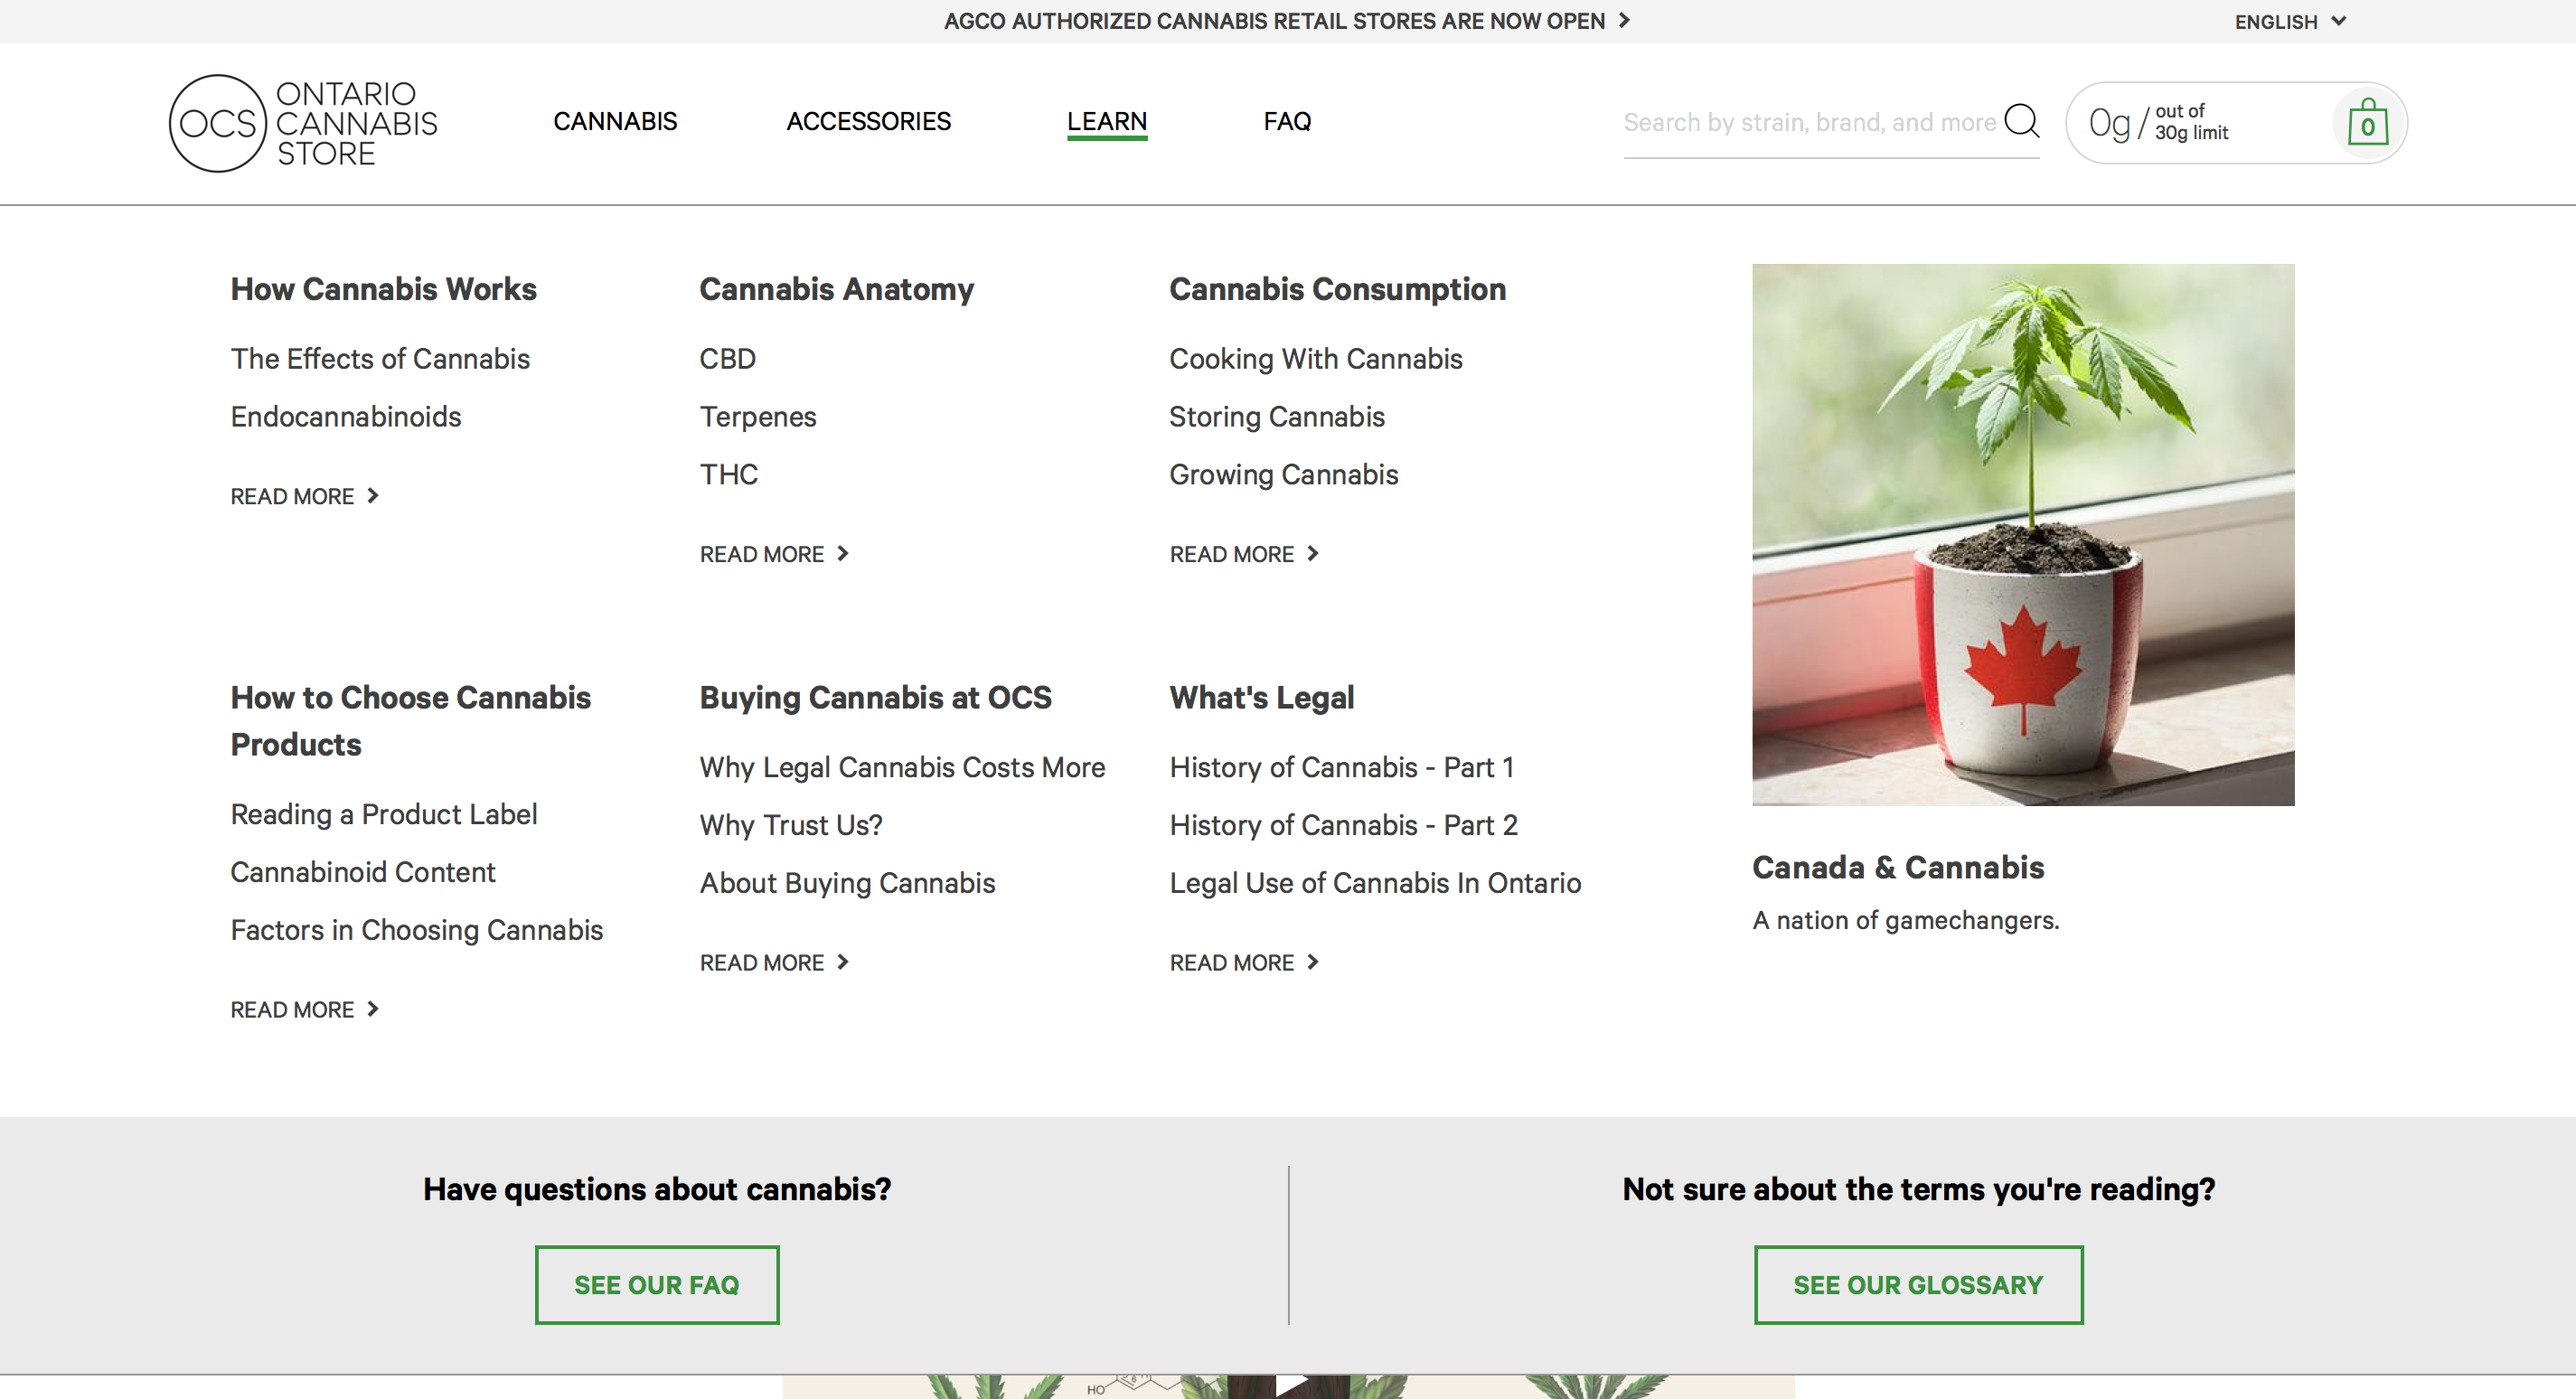 AGCO AUTHORIZED CANNABIS RETAIL STORES ARE NOW OPEN
ENGLISH
OCS
ONTARIO
CANNABIS
STORE
CANNABIS
ACCESSORIES
LEARN
FAQ
Search by strain, brand, and more
0g / out of
30g limit
0
How Cannabis Works
The Effects of Cannabis
Endocannabinoids
READ MORE
Cannabis Anatomy
CBD
Terpenes
THC
READ MORE
Cannabis Consumption
Cooking With Cannabis
Storing Cannabis
Growing Cannabis
READ MORE
How to Choose Cannabis
Products
Reading a Product Label
Cannabinoid Content
Factors in Choosing Cannabis
READ MORE
Buying Cannabis at OCS
Why Legal Cannabis Costs More
Why Trust Us?
About Buying Cannabis
READ MORE
What's Legal
History of Cannabis - Part 1
History of Cannabis - Part 2
Legal Use of Cannabis In Ontario
READ MORE
Canada & Cannabis
A nation of gamechangers.
Have questions about cannabis?
SEE OUR FAQ
Not sure about the terms you're reading?
SEE OUR GLOSSARY
HO